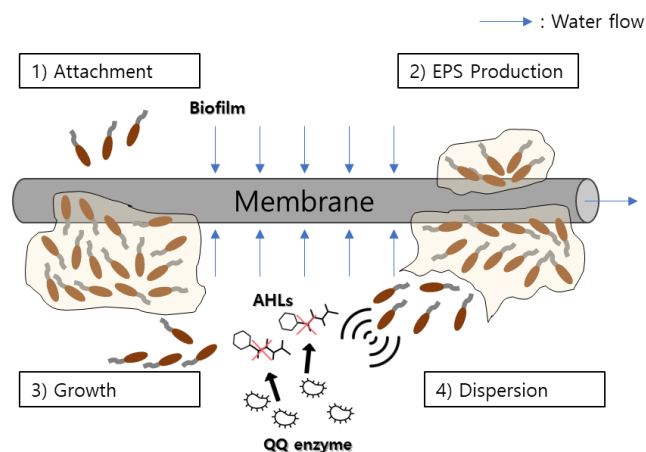 : Water flow
1) Attachment
2) EPS Production
Biofilm
Membrane
AHLs
3) Growth
4) Dispersion
QQ enzyme